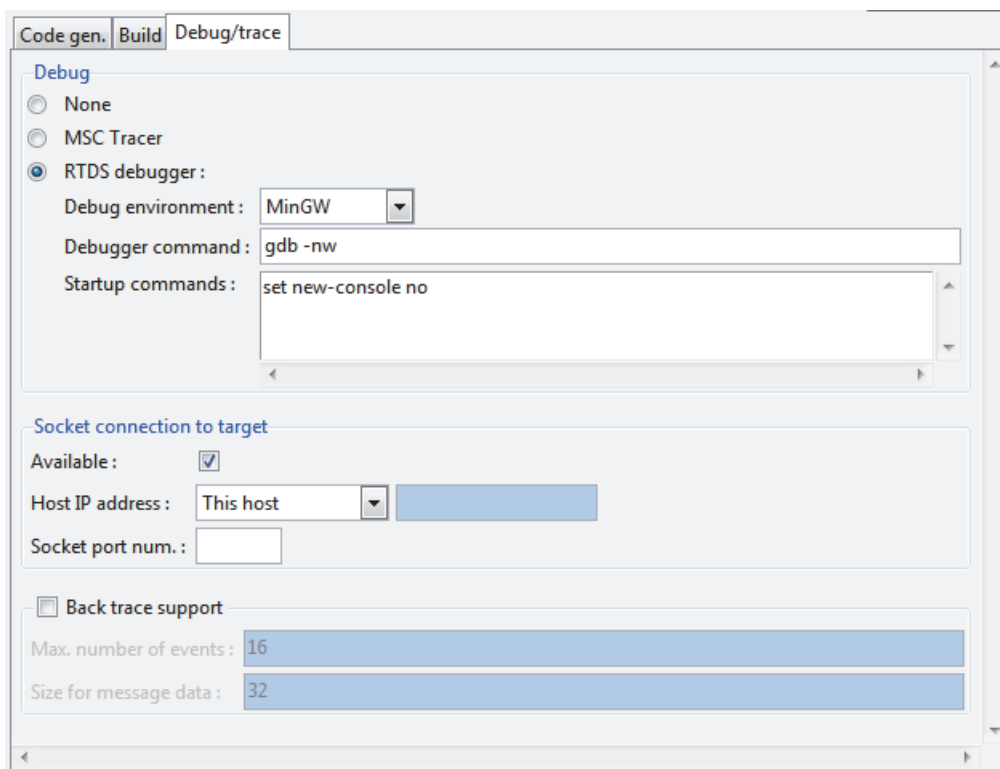 Code gen. Build Debug/trace
Debug
None
MSC Tracer
RTDS debugger :
Debug environment : MinGW
Debugger command : gdb -nw
Startup commands : set new-console no
Socket connection to target
Available :
Host IP address : This host
Socket port num. :
Back trace support
Max. number of events : 16
Size for message data : 32